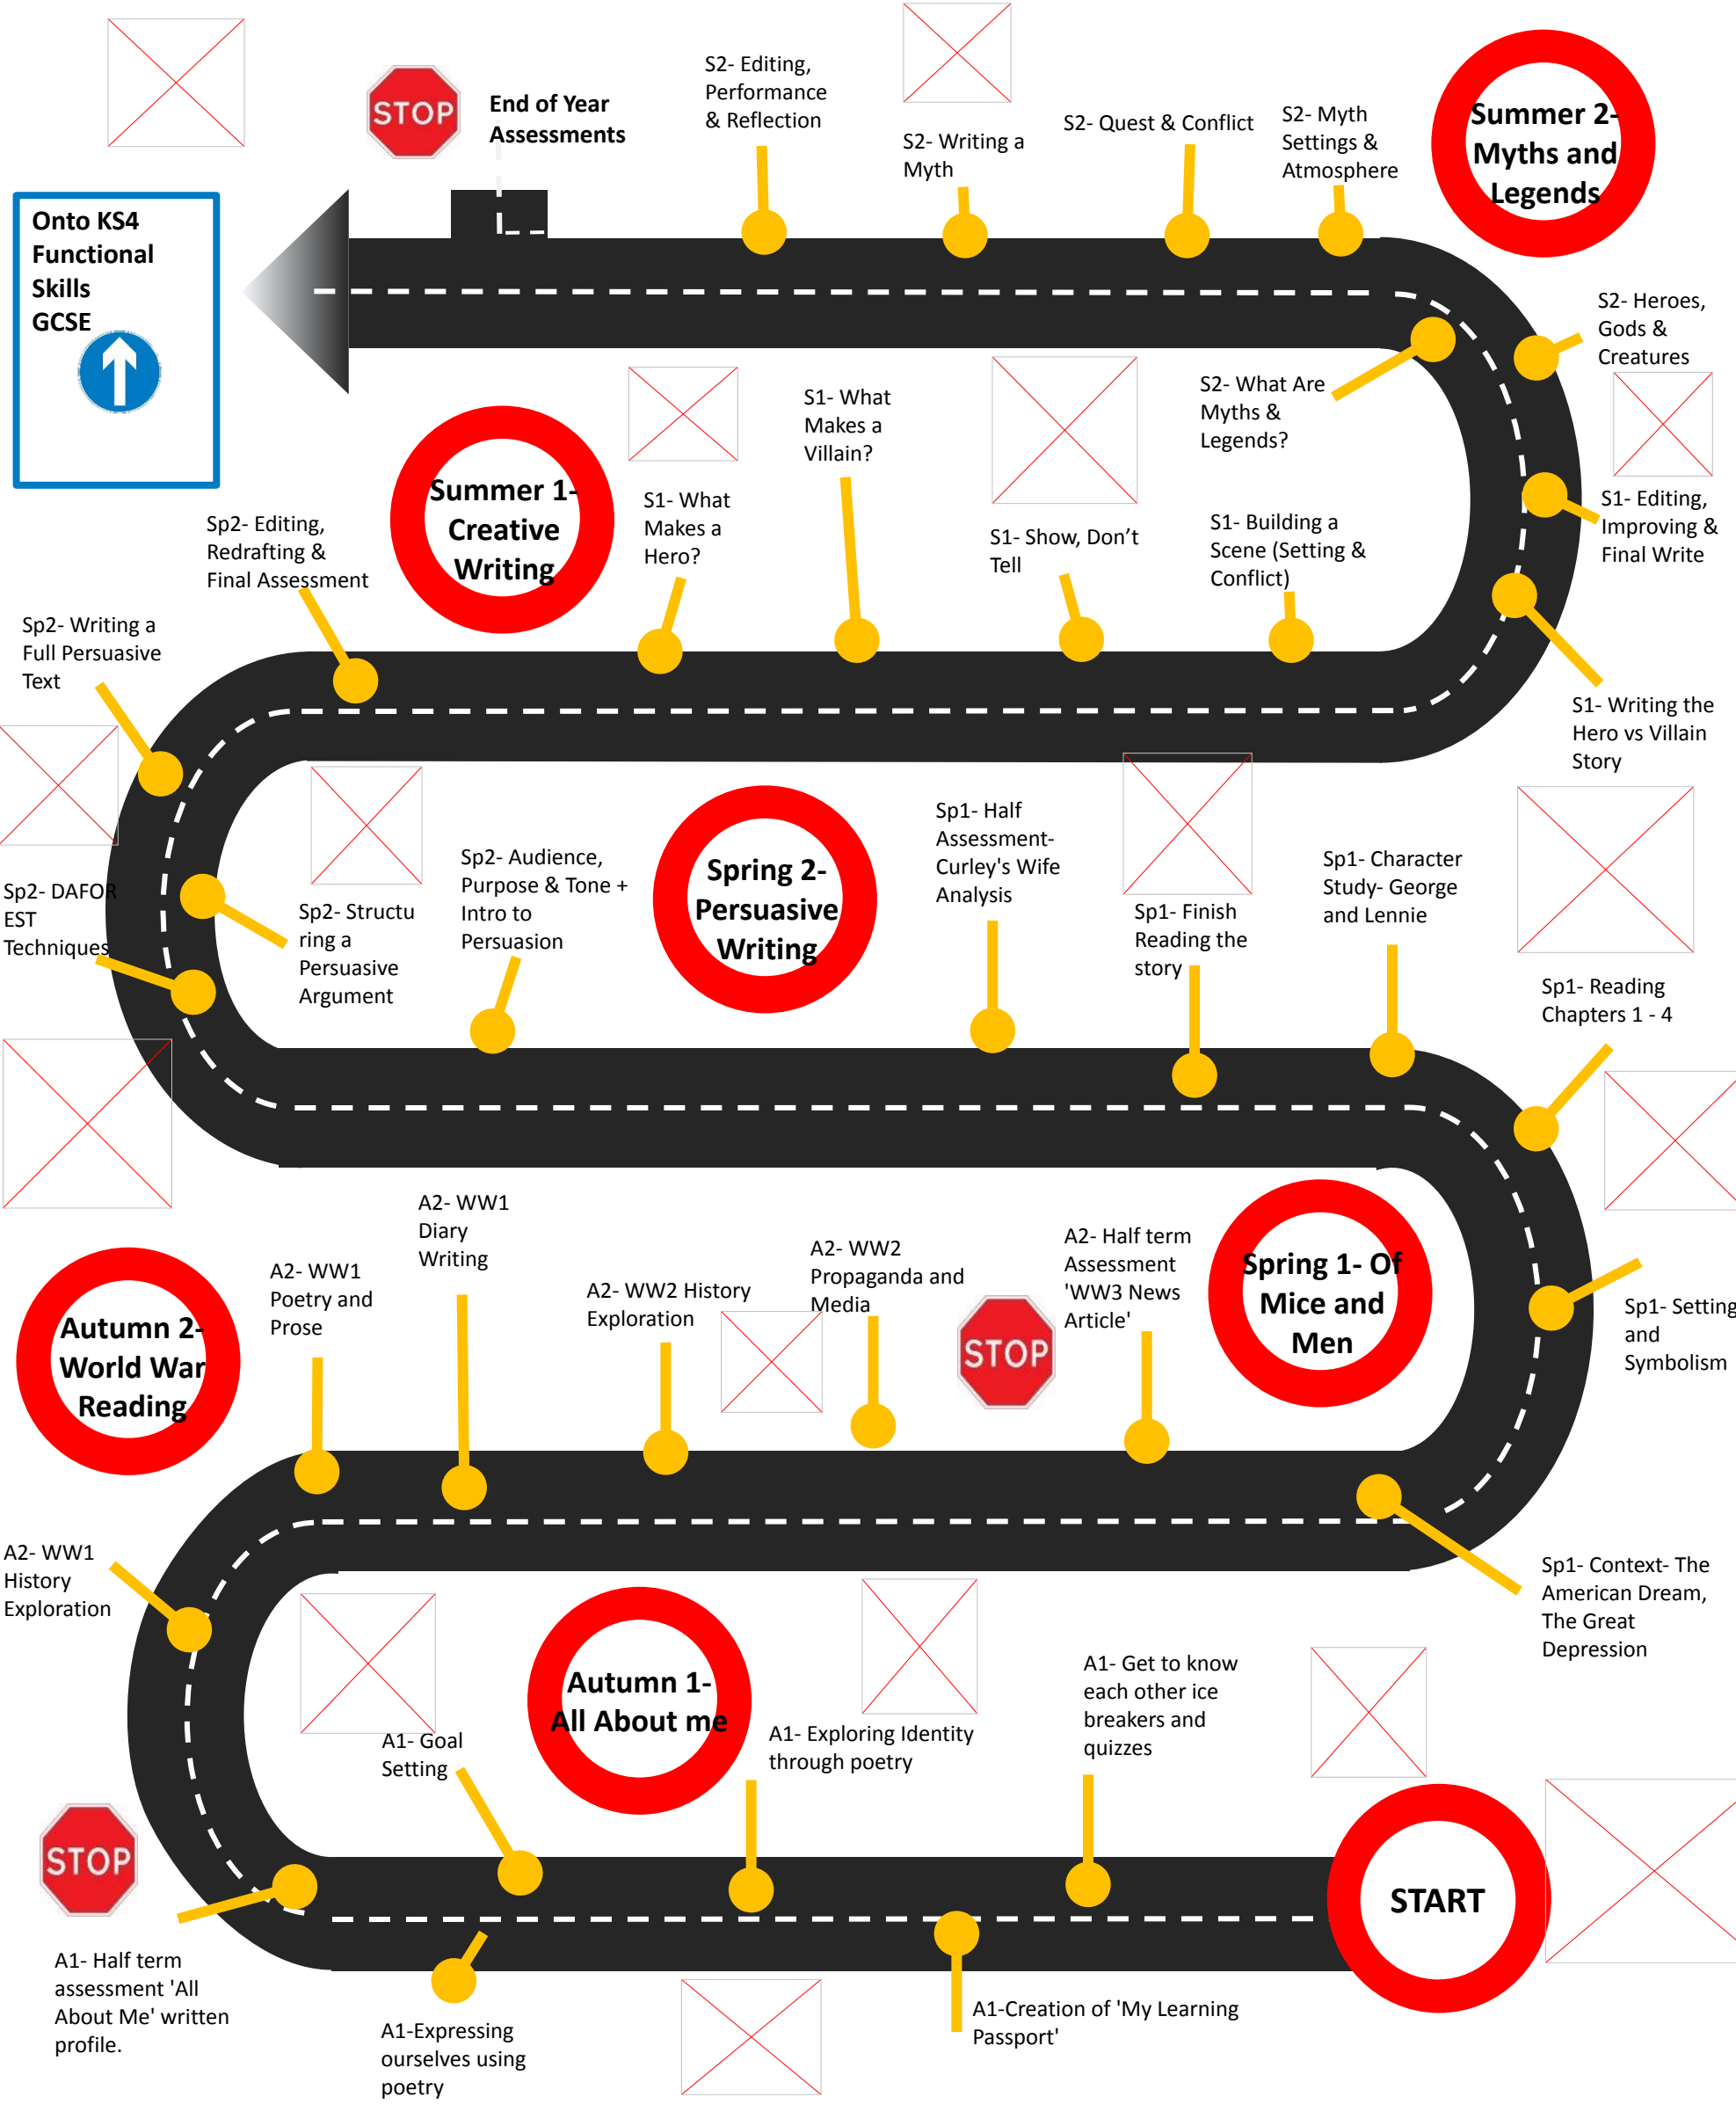 STOP
End of Year
Assessments
S2- Editing,
Performance
& Reflection
S2- Writing a
Myth
S2- Quest & Conflict
S2- Myth
Settings &
Atmosphere
Summer 2-
Myths and
Legends
Onto KS4
Functional
Skills
GCSE
S2- Heroes,
Gods &
Creatures
S2- What Are
Myths &
Legends?
S1- What
Makes a
Villain?
Summer 1-
Creative
Writing
S1- What
Makes a
Hero?
S1- Show, Don’t
Tell
S1- Building a
Scene (Setting &
Conflict)
S1- Editing,
Improving &
Final Write
Sp2- Editing,
Redrafting &
Final Assessment
Sp2- Writing a
Full Persuasive
Text
S1- Writing the
Hero vs Villain
Story
Sp2- DAFOR
EST
Techniques
Sp2- Structu
ring a
Persuasive
Argument
Sp2- Audience,
Purpose & Tone +
Intro to
Persuasion
Spring 2-
Persuasive
Writing
Sp1- Half
Assessment-
Curley's Wife
Analysis
Sp1- Finish
Reading the
story
Sp1- Character
Study- George
and Lennie
Sp1- Reading
Chapters 1 - 4
Autumn 2-
World War
Reading
A2- WW1
Poetry and
Prose
A2- WW1
Diary
Writing
A2- WW2 History
Exploration
A2- WW2
Propaganda and
Media
STOP
A2- Half term
Assessment
'WW3 News
Article'
Spring 1- Of
Mice and
Men
Sp1- Setting
and
Symbolism
A2- WW1
History
Exploration
Sp1- Context- The
American Dream,
The Great
Depression
Autumn 1-
All About me
A1- Goal
Setting
A1- Exploring Identity
through poetry
A1- Get to know
each other ice
breakers and
quizzes
STOP
START
A1- Half term
assessment 'All
About Me' written
profile.
A1-Expressing
ourselves using
poetry
A1-Creation of 'My Learning
Passport'